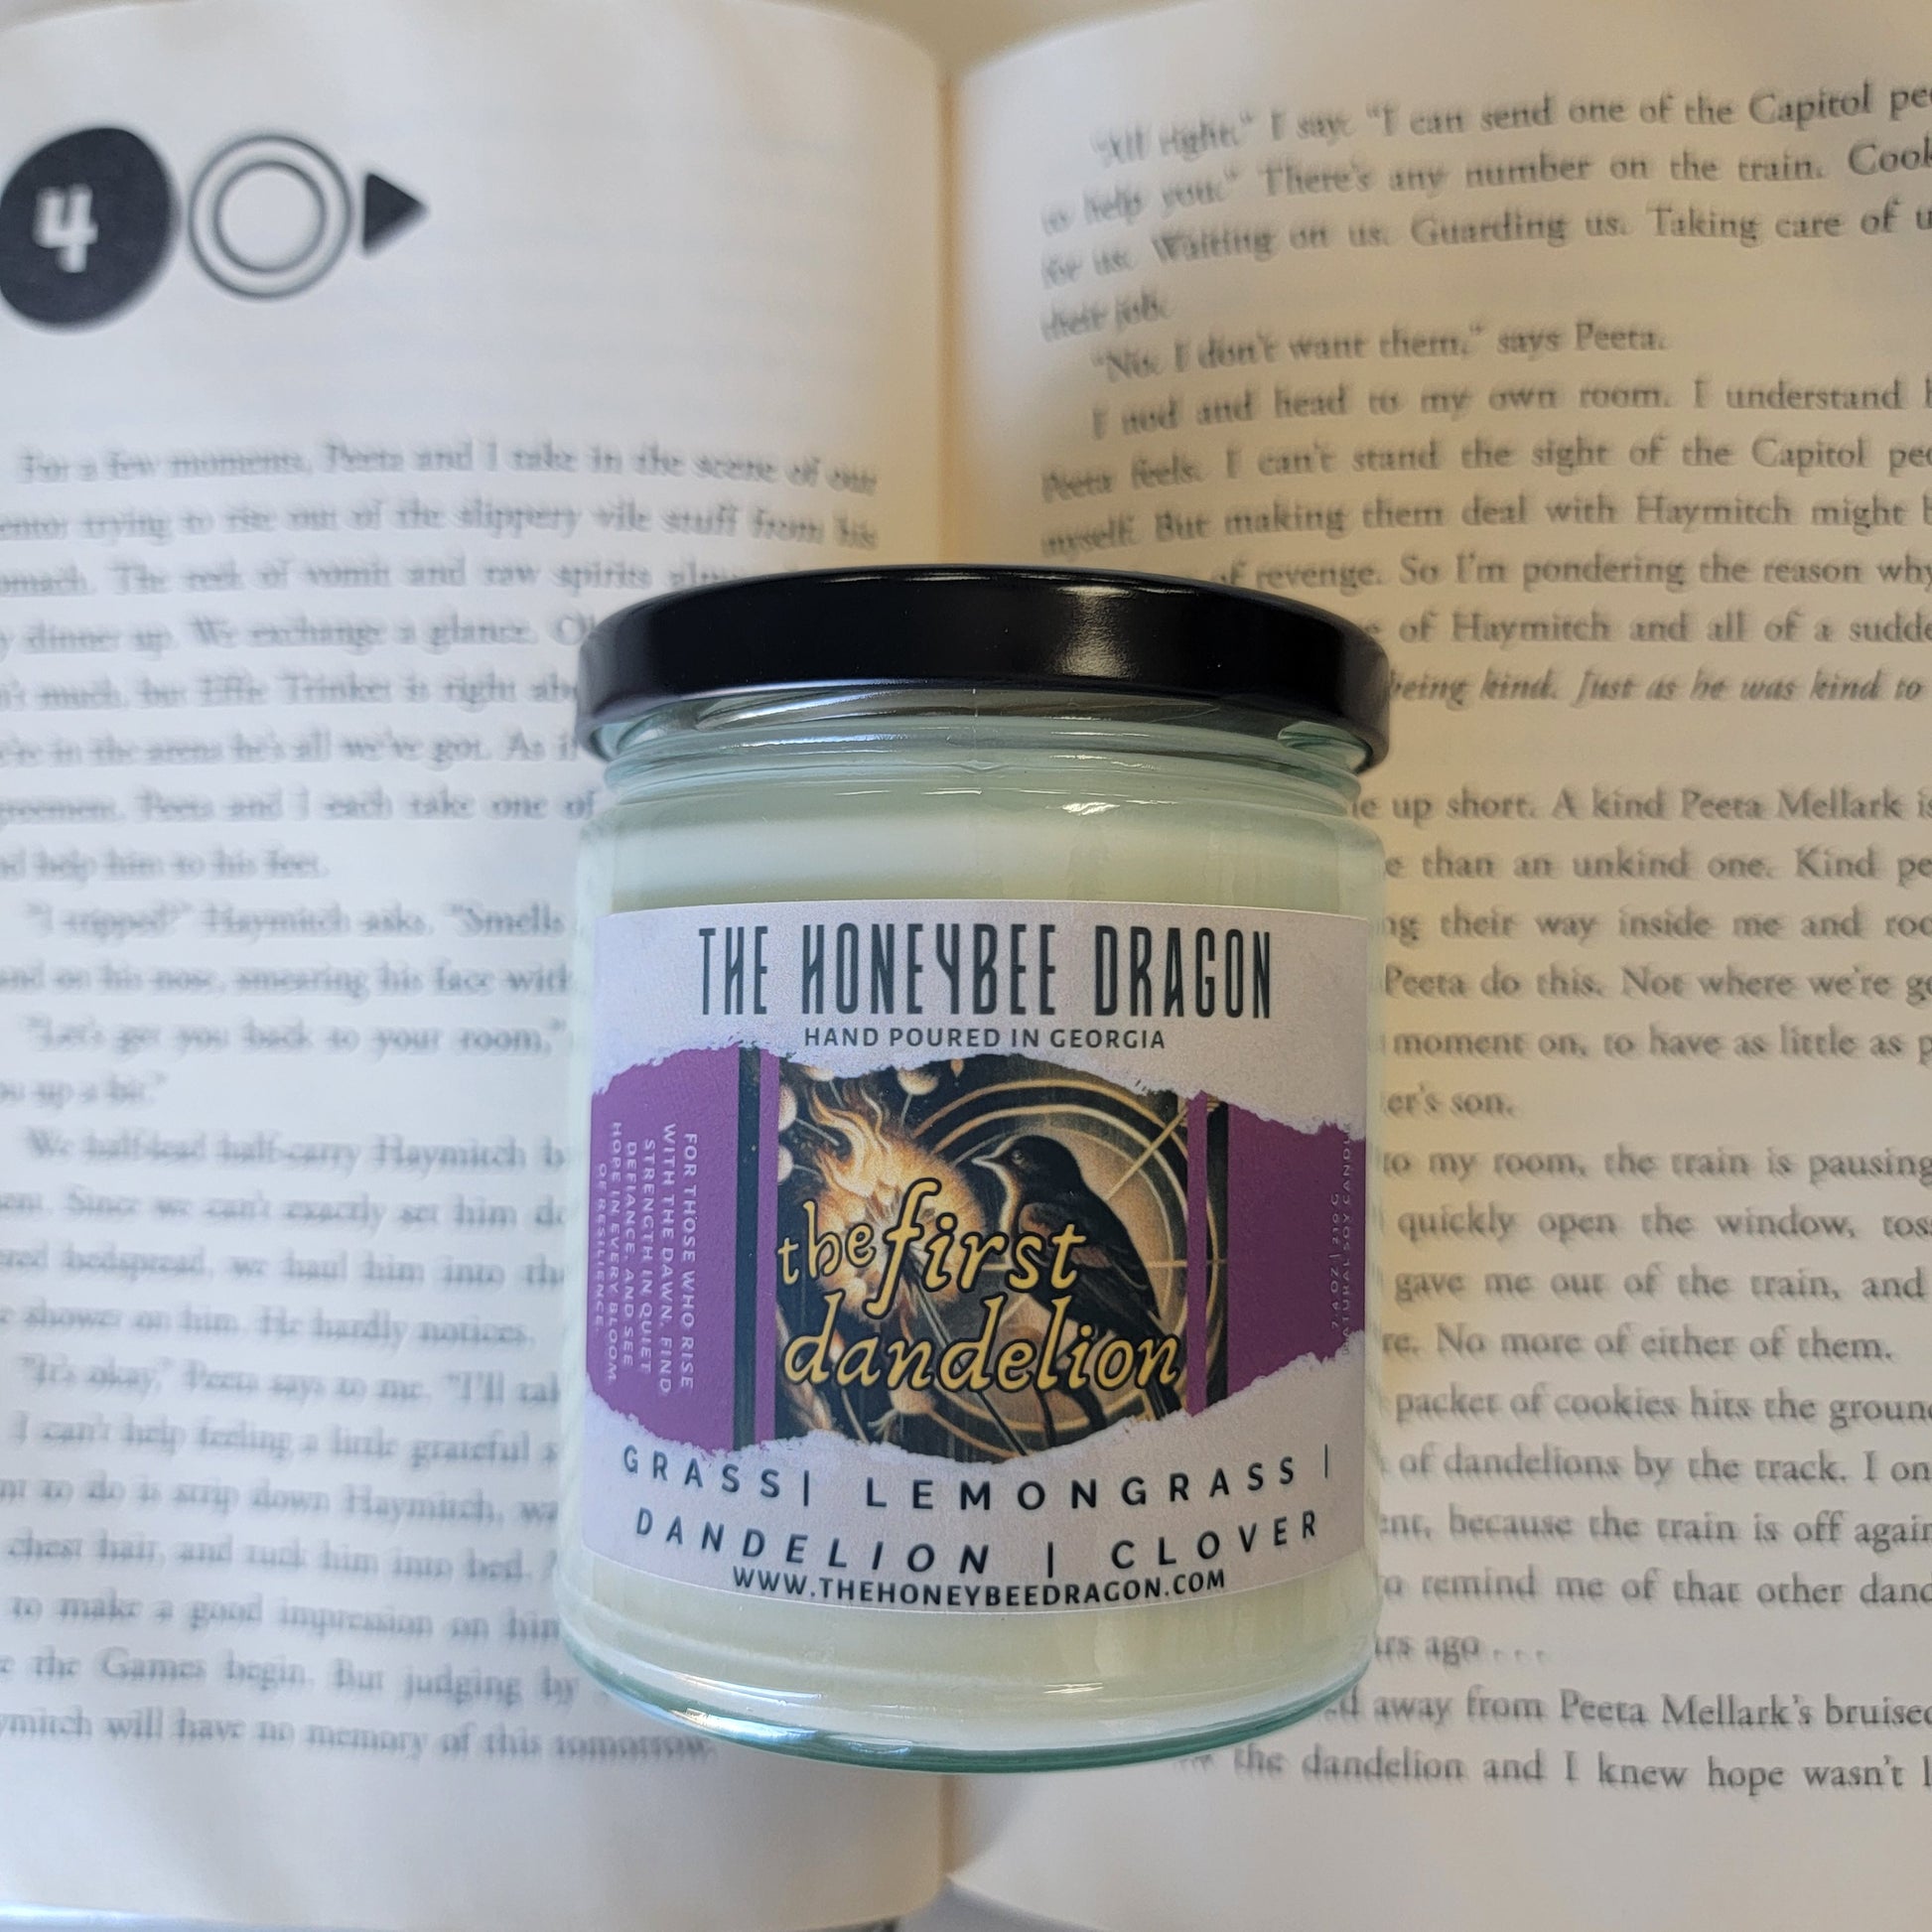 4
For a few moments, Peeta and I take in the scene of our
trying to rise out of the slippery vile stuff from his
The reek of vomit and raw spirits
dinner up. We exchange a glance.
much, but Effie Trinket is right
in the arena he's all we've got. As if
Peeta and I each take one of
help him to his feet.
"I tripped?" Haymitch asks. "Smells
on his nose, smearing his face with
"Let's get you back to your room,"
up a bit."
We half-lead half-carry Haymitch
Since we can't exactly set him
bedspread, we haul him into the
shower on him. He hardly notices.
"It's okay," Peeta says to me. "I'll
I can't help feeling a little grateful
to do is strip down Haymitch,
chest hair, and tuck him into bed.
to make a good impression on him
the Games begin. But judging by
will have no memory of this tomorrow.
"All right," I say. "I can send one of the Capitol
to help you." There's any number on the train.
for us. Waiting on us. Guarding us. Taking care of
their job.
"No. I don't want them," says Peeta.
I nod and head to my own room. I understand
Peeta feels. I can't stand the sight of the Capitol
myself. But making them deal with Haymitch might
of revenge. So I'm pondering the reason why
of Haymitch and all of a
being kind. Just as he was kind to
up short. A kind Peeta Mellark
than an unkind one. Kind
their way inside me and
Peeta do this. Not where we're
moment on, to have as little as
er's son.
to my room, the train is pausing
quickly open the window,
gave me out of the train, and
No more of either of them.
packet of cookies hits the
of dandelions by the track. I
because the train is off
remind me of that other
ago . . .
away from Peeta Mellark's
the dandelion and I knew hope wasn't
THE HONEYBEE DRAGON
HAND POURED IN GEORGIA
FOR THOSE WHO RISE
WITH THE DAWN, FIND
STRENGTH IN QUIET
DEFIANCE, AND SEE
HOPE IN EVERY BLOOM
OF RESILIENCE.
the first
dandelion
NATURAL SOY CANDLE
GRASS| LEMONGRASS |
DANDELION | CLOVER
WWW.THEHONEYBEEDRAGON.COM